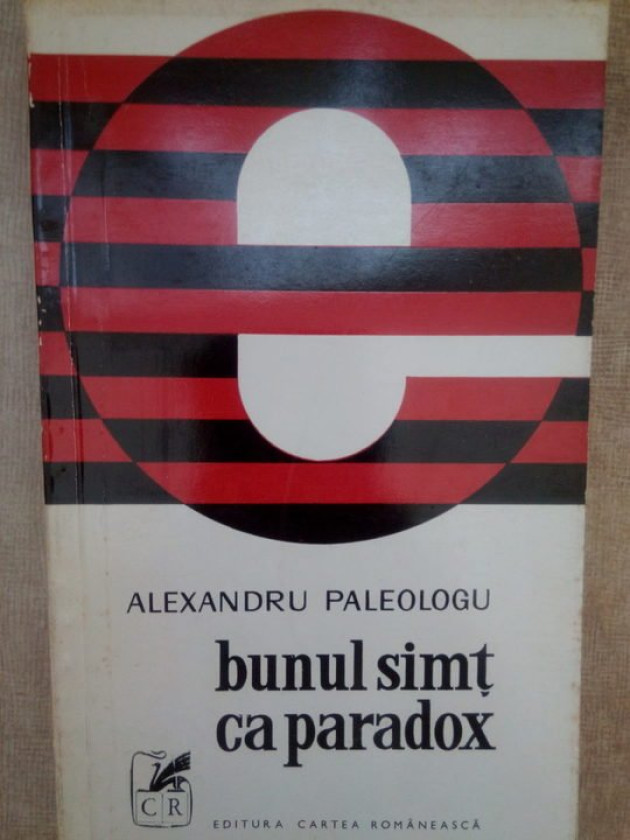 e
ALEXANDRU PALEOLOGU
bunul simț
ca paradox
CR
EDITURA CARTEA ROMÂNEASCĂ